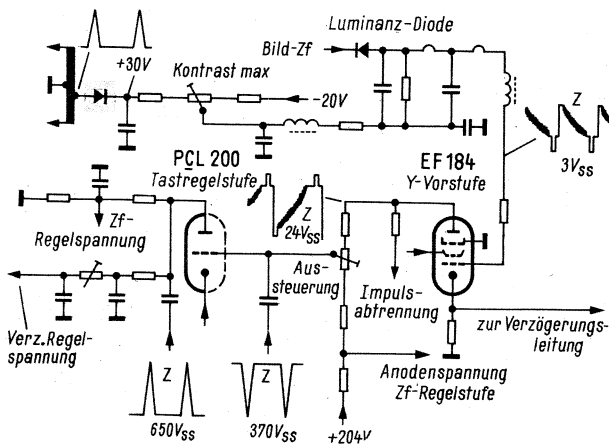 Luminanz-Diode
Bild-Zf
+30V
Kontrast max
-20V
Z
3Vss
PCL 200
Tastregelstufe
EF 184
Y-Vorstufe
Z
24Vss
Zf-
Regelspannung
Aus-
steuerung
Impuls-
abtrennung
Verz.Regel-
spannung
zur Verzögerungs-
leitung
Anodenspannung
Zf-Regelstufe
Z
650Vss
Z
370Vss
+204V